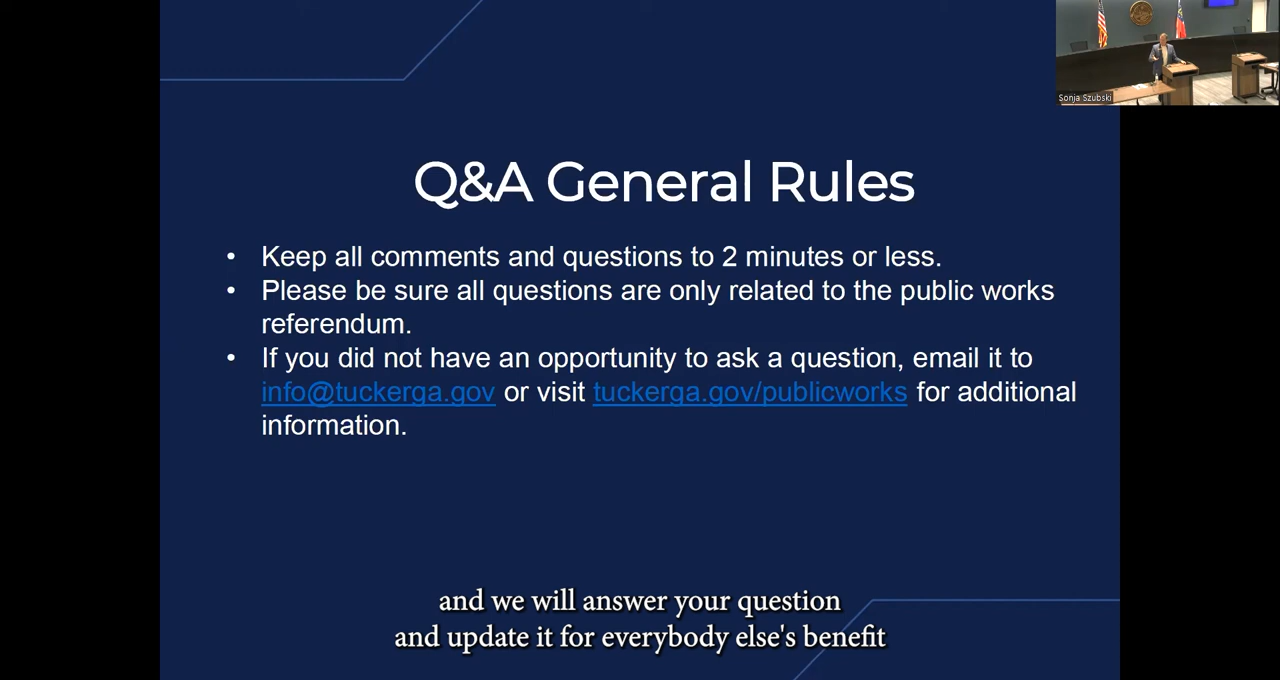 Sonja Szubski
Q&A General Rules
• Keep all comments and questions to 2 minutes or less.
• Please be sure all questions are only related to the public works
referendum.
• If you did not have an opportunity to ask a question, email it to
info@tuckerga.gov or visit tuckerga.gov/publicworks for additional
information.
and we will answer your question
and update it for everybody else's benefit